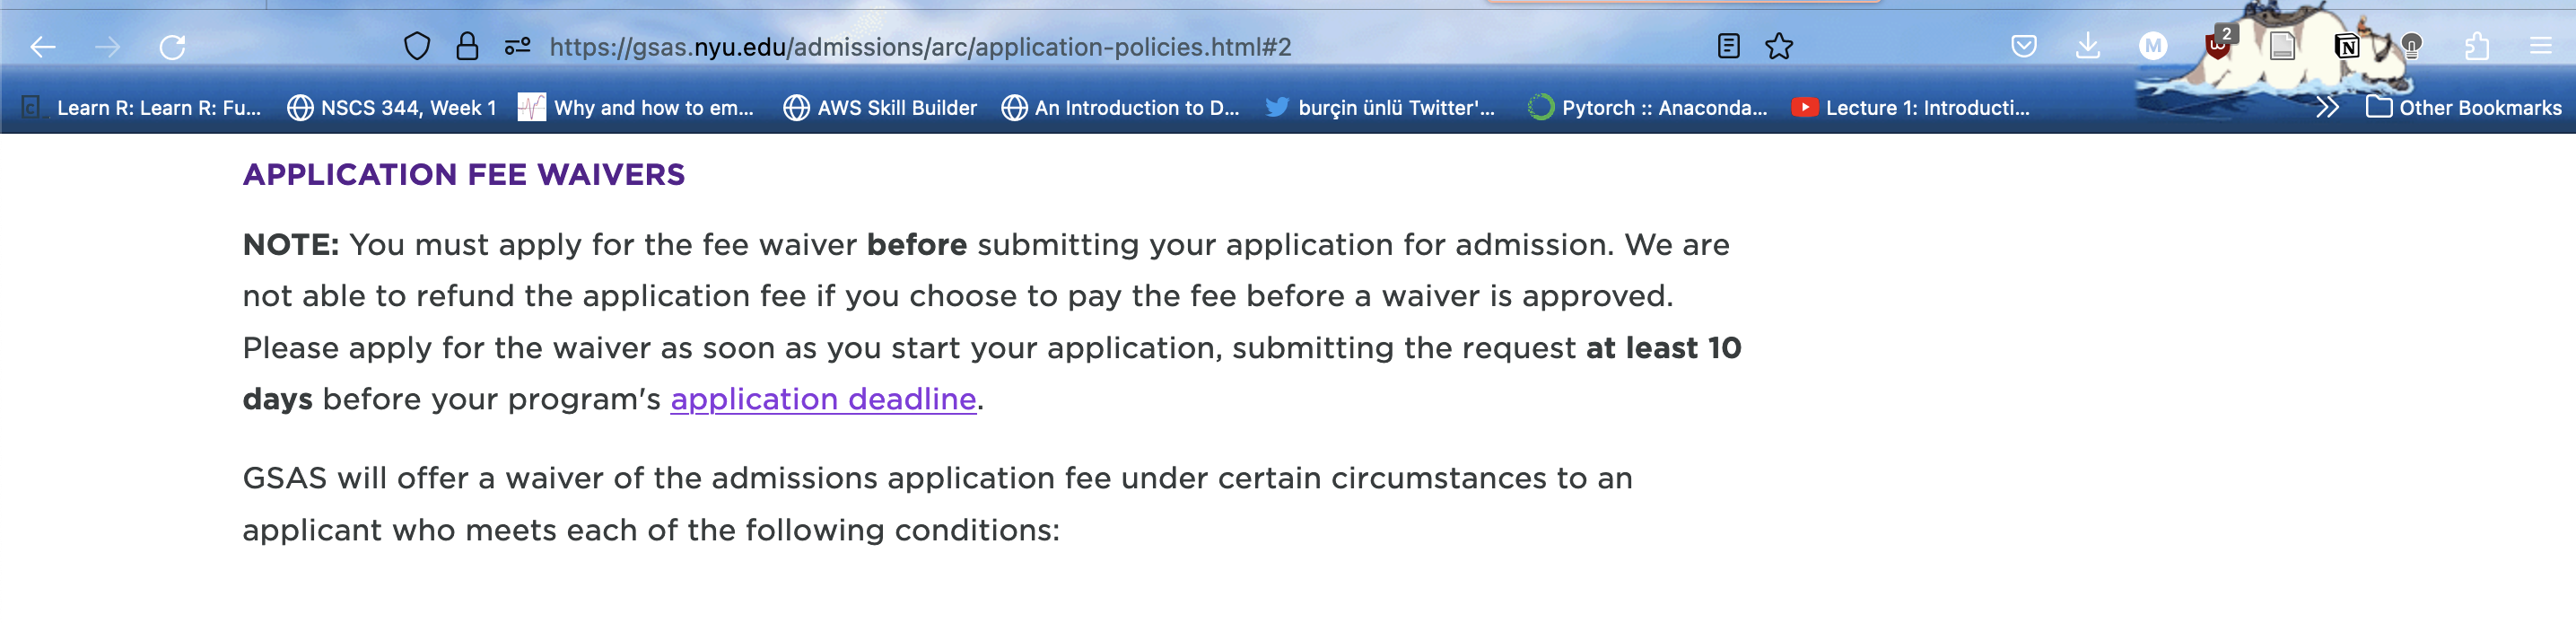 https://gsas.nyu.edu/admissions/arc/application-policies.html#2
M
2
N
Learn R: Learn R: Fu...
NSCS 344, Week 1
Why and how to em...
AWS Skill Builder
An Introduction to D...
burçin ünlü Twitter'...
Pytorch :: Anaconda...
Lecture 1: Introducti...
Other Bookmarks
APPLICATION FEE WAIVERS
NOTE: You must apply for the fee waiver before submitting your application for admission. We are
not able to refund the application fee if you choose to pay the fee before a waiver is approved.
Please apply for the waiver as soon as you start your application, submitting the request at least 10
days before your program's application deadline.
GSAS will offer a waiver of the admissions application fee under certain circumstances to an
applicant who meets each of the following conditions: